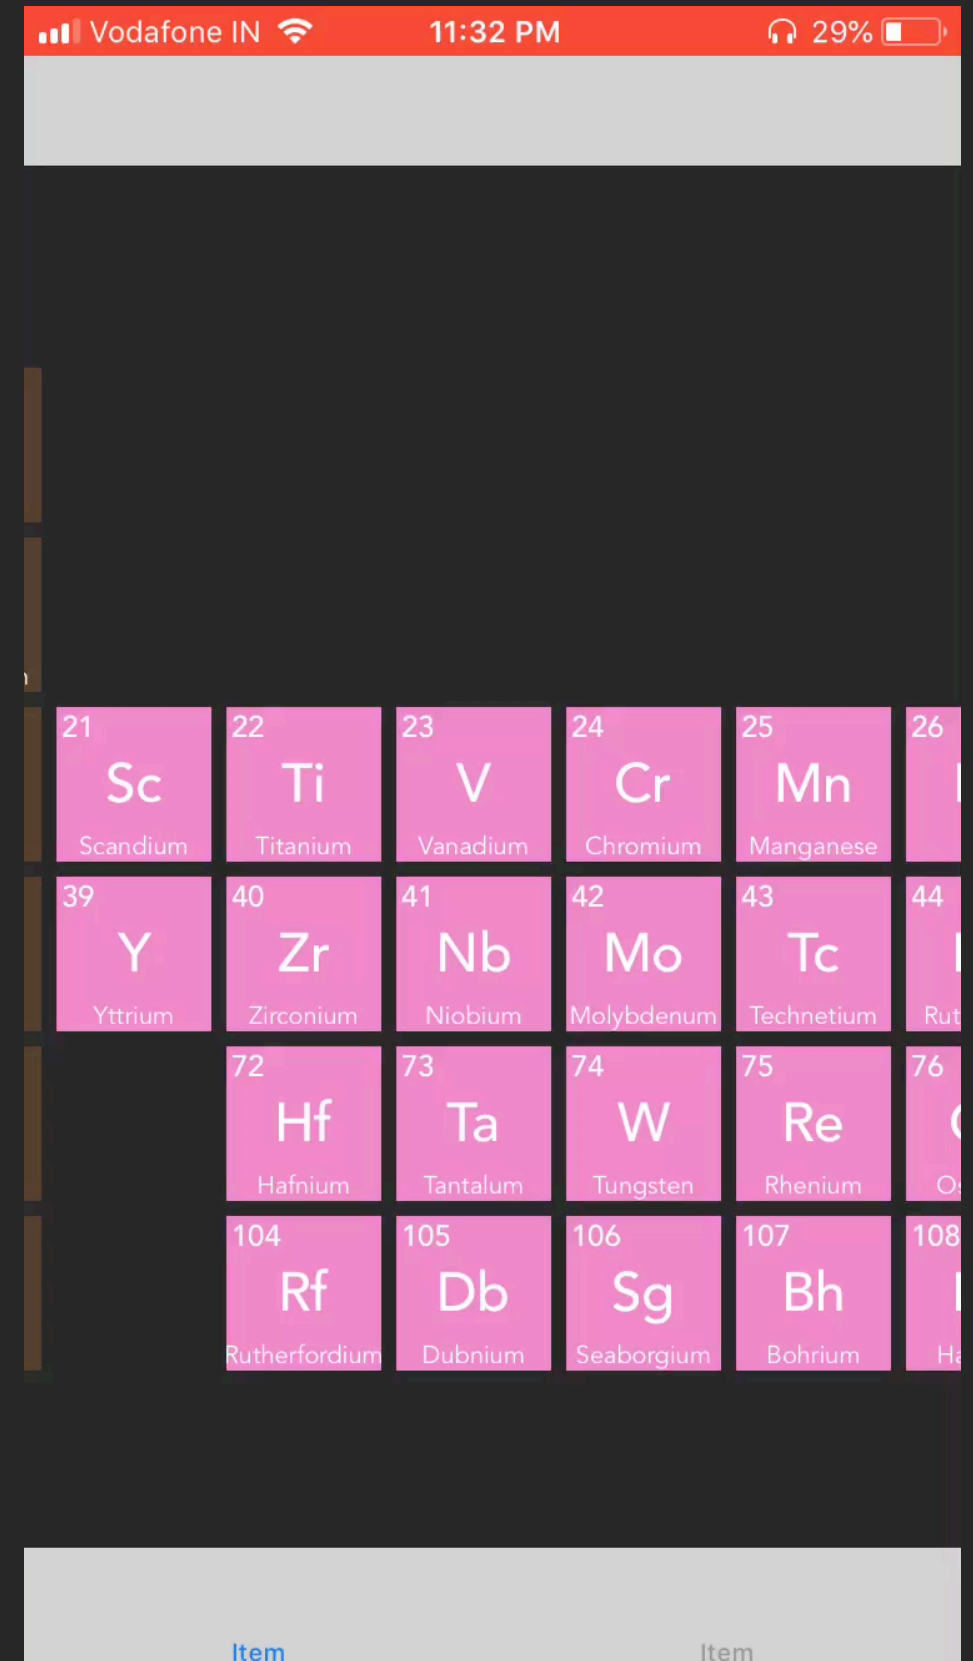 Vodafone IN 11:32 PM 29%
21 22 23 24 25 26
Sc Ti V Cr Mn
Scandium Titanium Vanadium Chromium Manganese
39 40 41 42 43 44
Y Zr Nb Mo Tc
Yttrium Zirconium Niobium Molybdenum Technetium Rut
72 73 74 75 76
Hf Ta W Re
Hafnium Tantalum Tungsten Rhenium Os
104 105 106 107 108
Rf Db Sg Bh
Rutherfordium Dubnium Seaborgium Bohrium Ha
Item Item